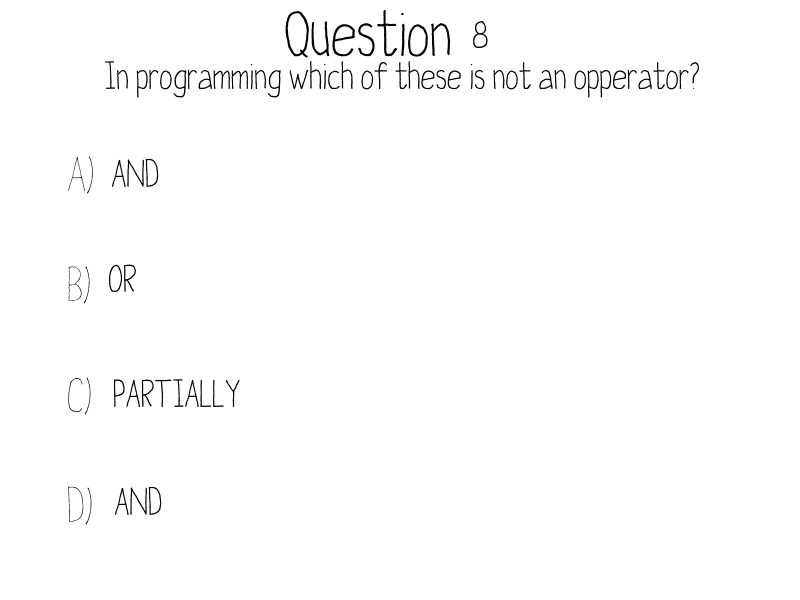 Question 8
In programming which of these is not an opperator?
A) AND
B) OR
C) PARTIALLY
D) AND